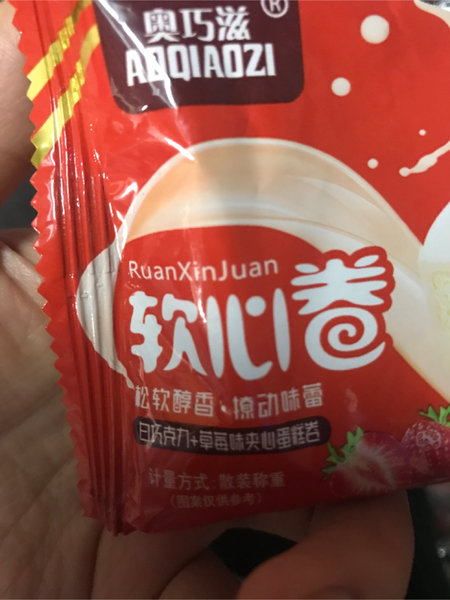 奥巧滋®
AOQIAOZI
RuanXinJuan
软心卷
松软醇香·撩动味蕾
白巧克力+草莓味夹心蛋糕卷
计量方式:散装称重
(图案仅供参考)